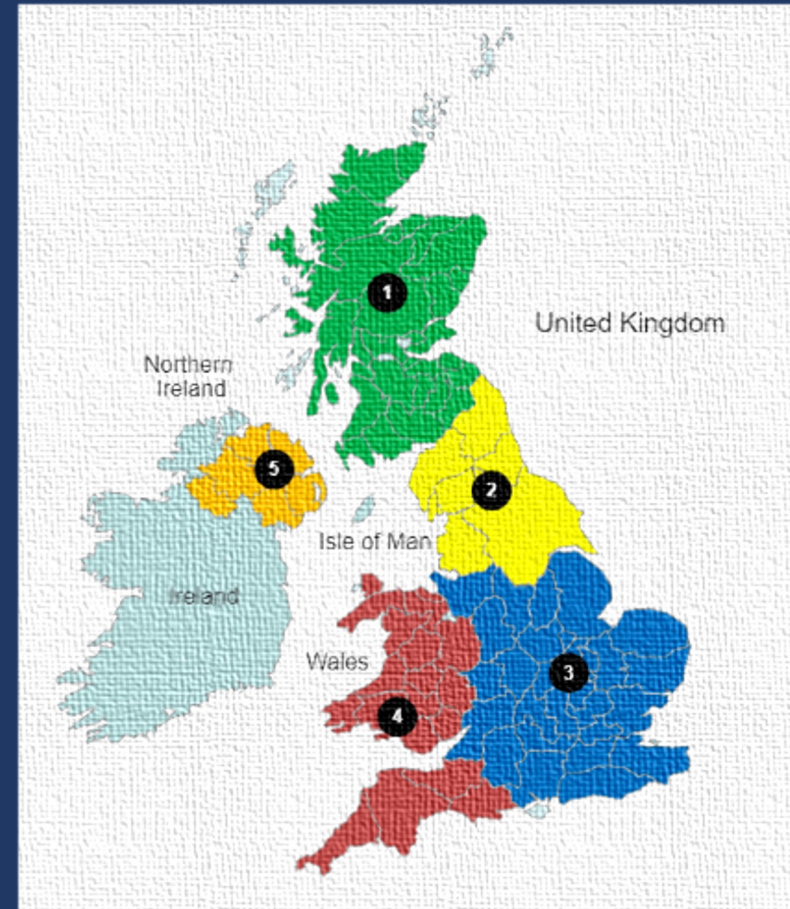 1
United Kingdom
Northern
Ireland
5
2
Isle of Man
Ireland
Wales
3
4